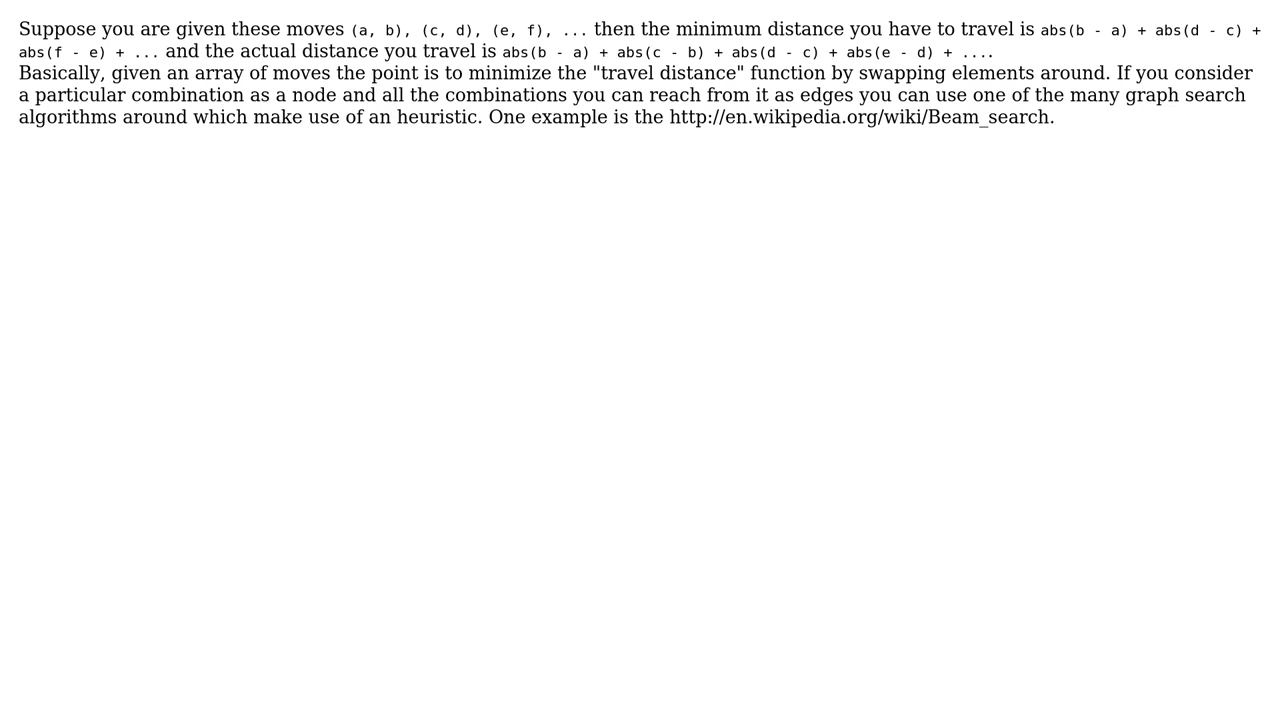 Suppose you are given these moves (a, b), (c, d), (e, f), ... then the minimum distance you have to travel is abs(b - a) + abs(d - c) +
abs(f - e) + ... and the actual distance you travel is abs(b - a) + abs(c - b) + abs(d - c) + abs(e - d) + ....
Basically, given an array of moves the point is to minimize the "travel distance" function by swapping elements around. If you consider
a particular combination as a node and all the combinations you can reach from it as edges you can use one of the many graph search
algorithms around which make use of an heuristic. One example is the http://en.wikipedia.org/wiki/Beam_search.